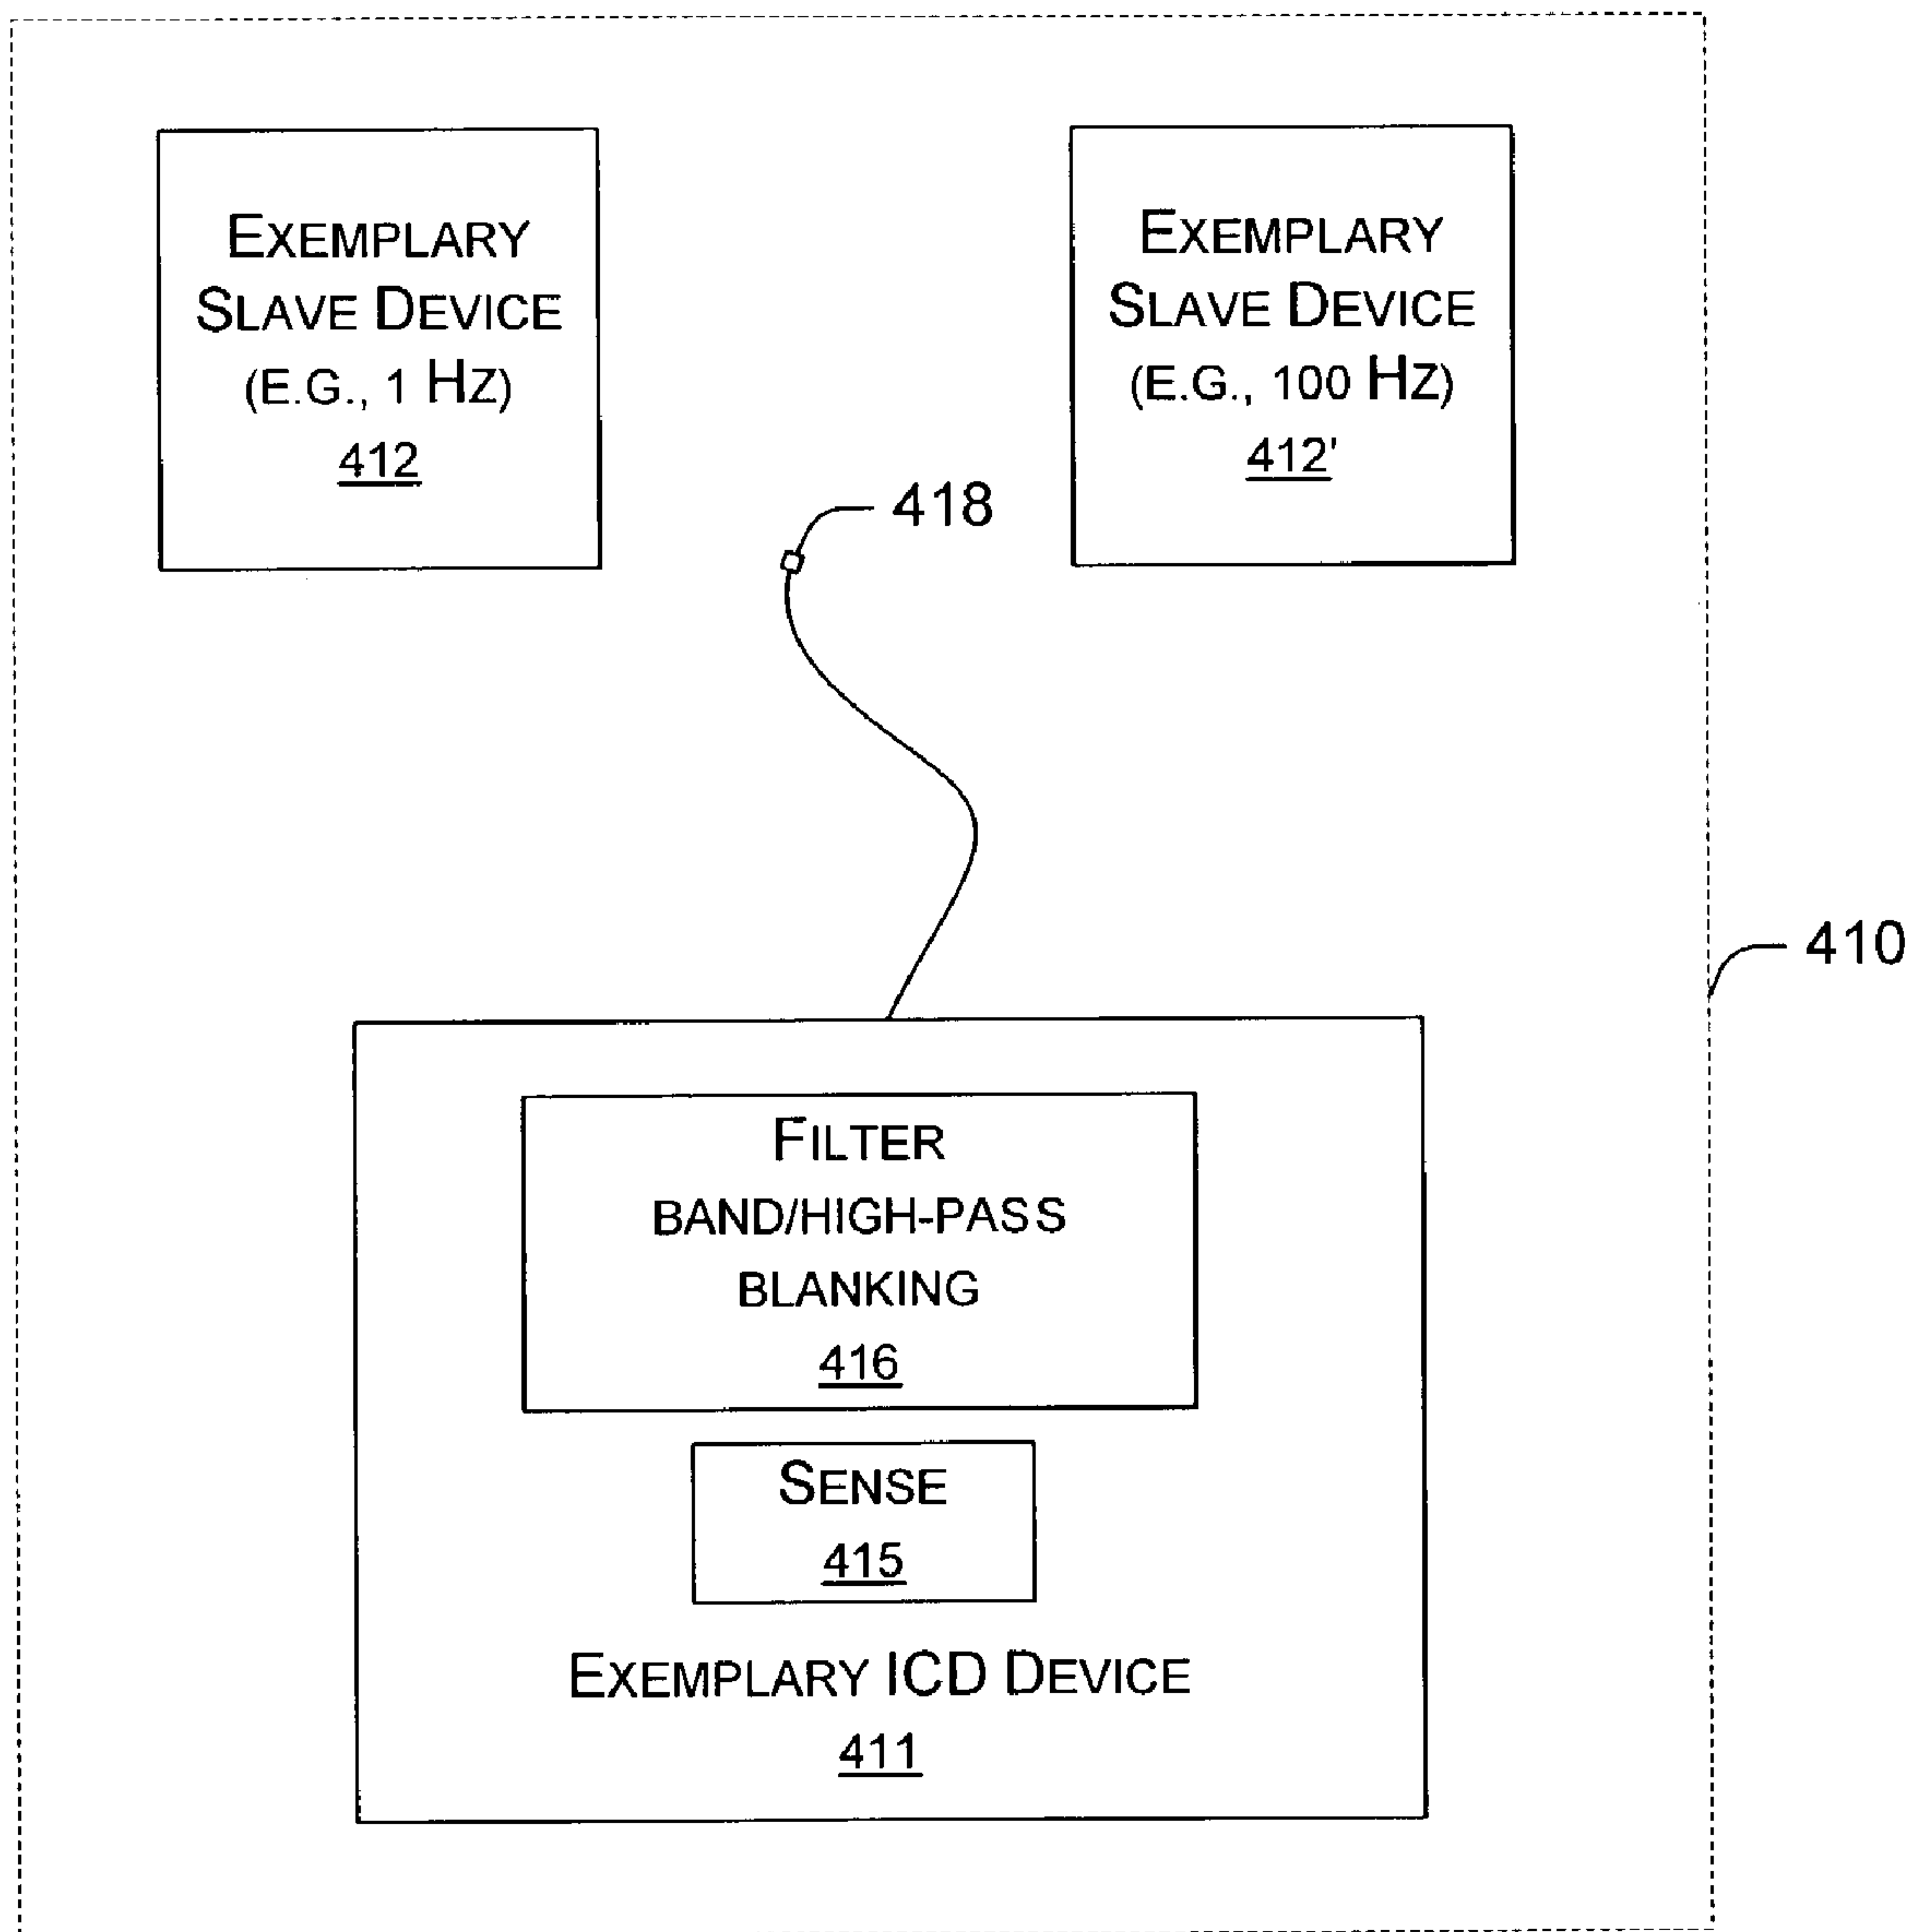 EXEMPLARY
SLAVE DEVICE
(E.G., 1 HZ)
412
EXEMPLARY
SLAVE DEVICE
(E.G., 100 HZ)
412'
418
410
FILTER
BAND/HIGH-PASS
BLANKING
416
SENSE
415
EXEMPLARY ICD DEVICE
411